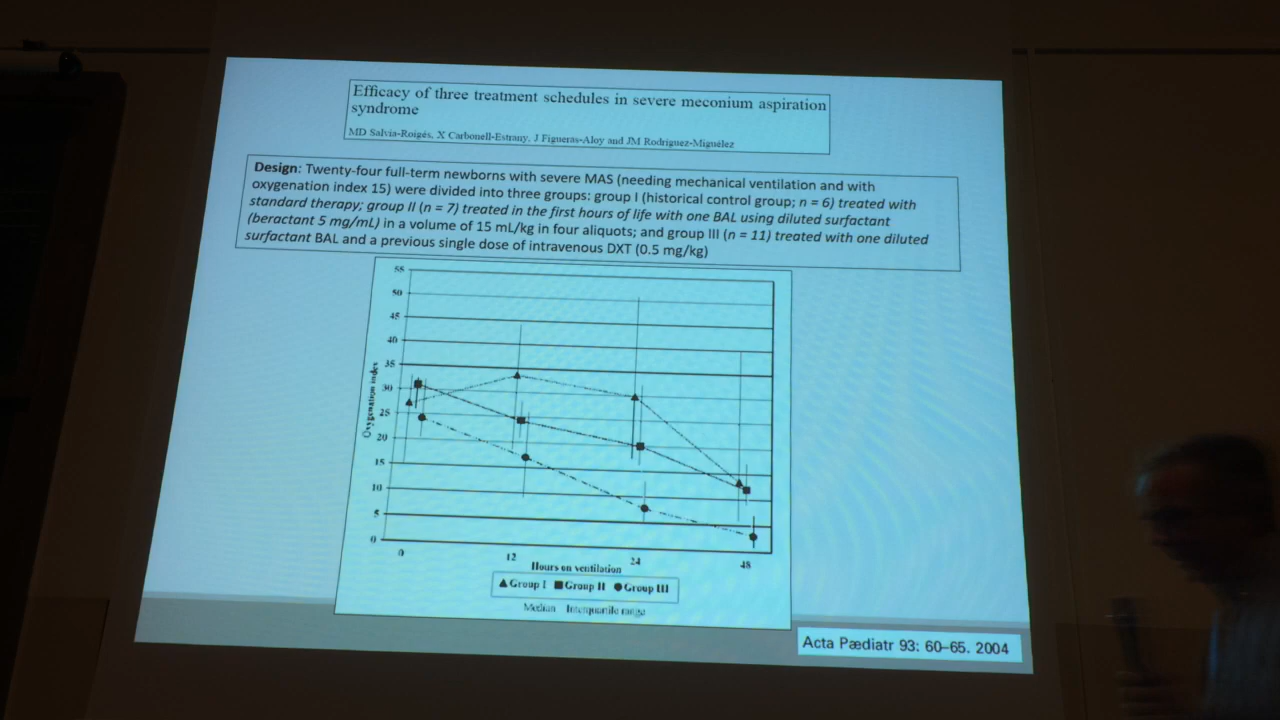 Efficacy of three treatment schedules in severe meconium aspiration
syndrome
MD Salvia-Roigés, X Carbonell-Estrany, J Figueras-Aloy and JM Rodriguez-Miguélez
Design: Twenty-four full-term newborns with severe MAS (needing mechanical ventilation and with
oxygenation index 15) were divided into three groups: group I (historical control group; n = 6) treated with
standard therapy; group II (n = 7) treated in the first hours of life with one BAL using diluted surfactant
(beractant 5 mg/mL) in a volume of 15 mL/kg in four aliquots; and group III (n = 11) treated with one diluted
surfactant BAL and a previous single dose of intravenous DXT (0.5 mg/kg)
55
50
45
40
35
30
25
20
15
10
5
0
Oxygenation index
0 12 24 48
Hours on ventilation
Group I Group II Group III
Median Interquartile range
Acta Pædiatr 93: 60–65. 2004